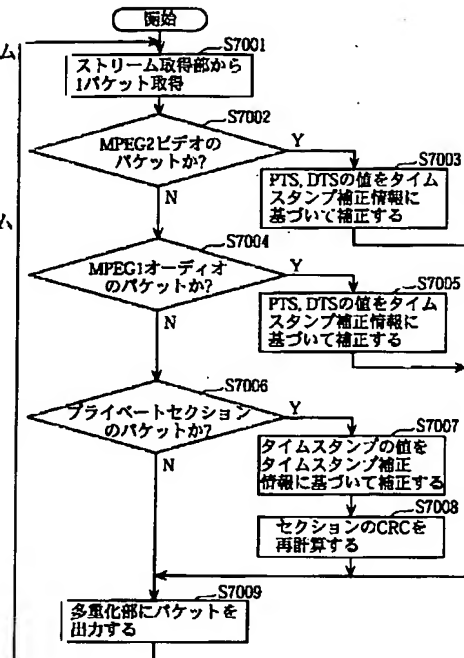 開始
S7001
ム
ストリーム取得部から
1パケット取得
S7002
MPEG2ビデオの
パケットか?
Y
N
S7003
PTS, DTSの値をタイム
スタンプ補正情報に
基づいて補正する
ム
S7004
MPEG1オーディオ
のパケットか?
Y
N
S7005
PTS, DTSの値をタイム
スタンプ補正情報に
基づいて補正する
S7006
プライベートセクション
のパケットか?
Y
N
S7007
タイムスタンプの値を
タイムスタンプ補正
情報に基づいて補正する
S7008
セクションのCRCを
再計算する
S7009
多重化部にパケットを
出力する